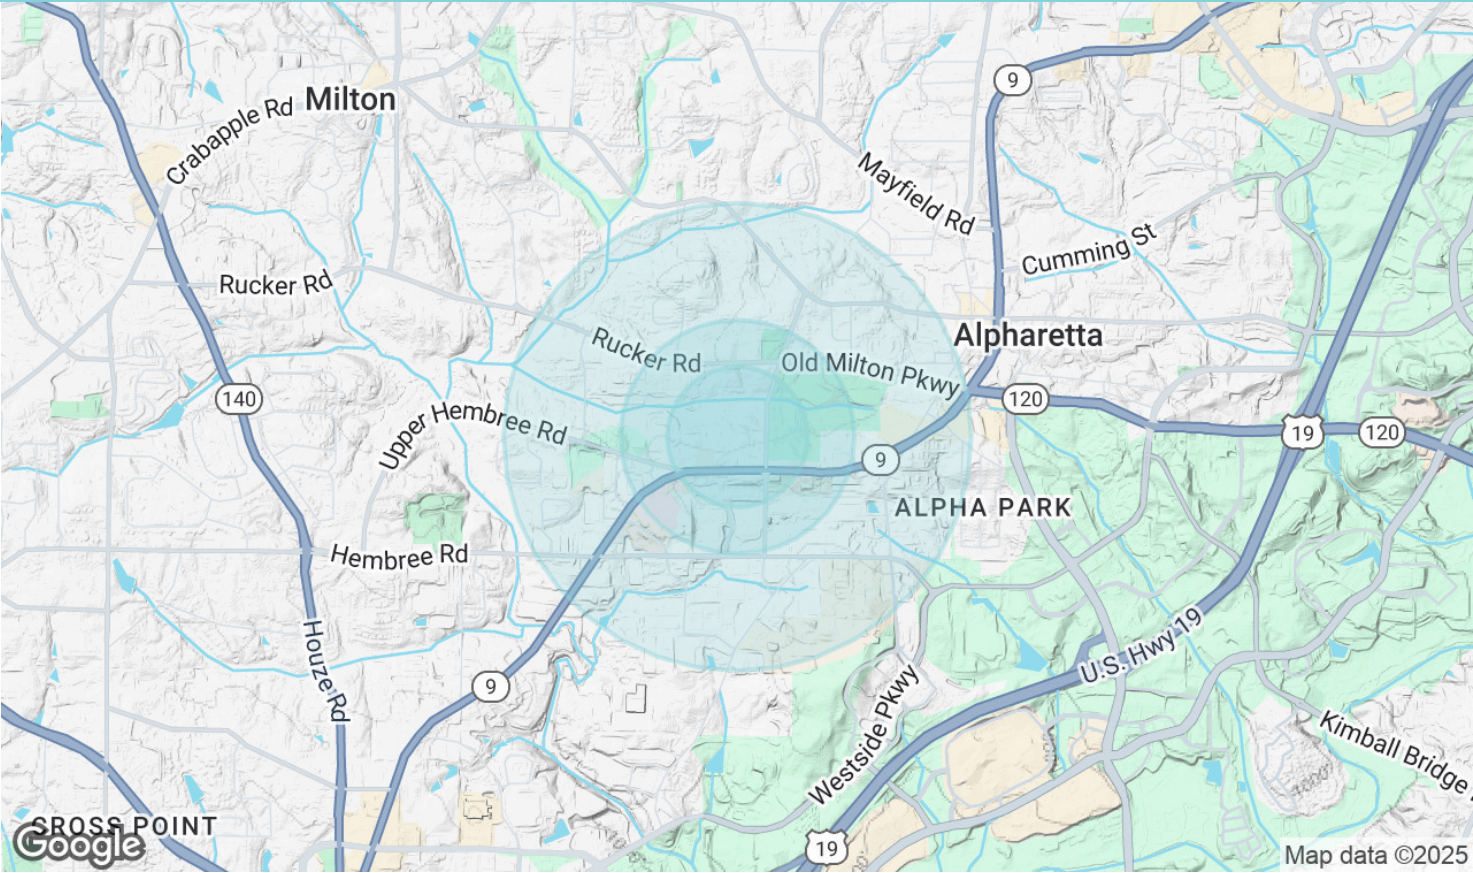 9
Milton
Crabapple Rd
Mayfield Rd
Cumming St
Rucker Rd
Alpharetta
Rucker Rd
Old Milton Pkwy
140
120
Upper Hembree Rd
19
120
9
ALPHA PARK
Hembree Rd
Houze Rd
U.S. Hwy 19
9
Westside Pkwy
Kimball Bridge
SROSS POINT
Google
19
Map data ©2025